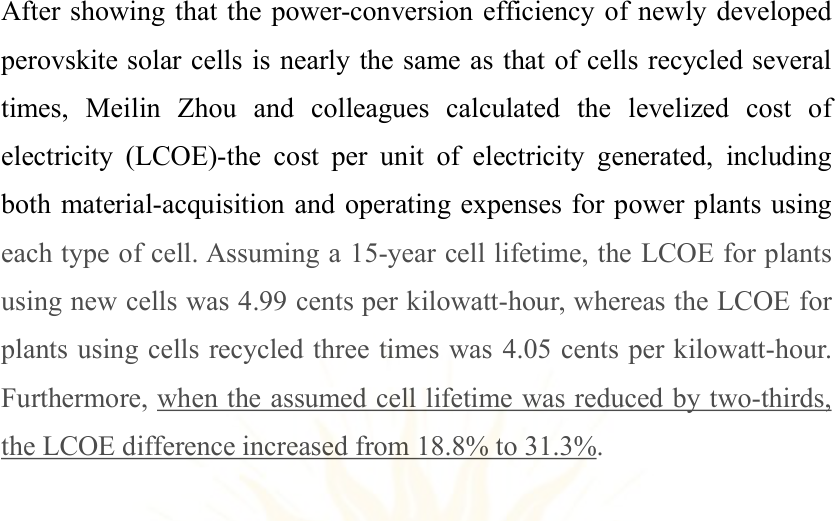 After showing that the power-conversion efficiency of newly developed
perovskite solar cells is nearly the same as that of cells recycled several
times, Meilin Zhou and colleagues calculated the levelized cost of
electricity (LCOE)-the cost per unit of electricity generated, including
both material-acquisition and operating expenses for power plants using
each type of cell. Assuming a 15-year cell lifetime, the LCOE for plants
using new cells was 4.99 cents per kilowatt-hour, whereas the LCOE for
plants using cells recycled three times was 4.05 cents per kilowatt-hour.
Furthermore, when the assumed cell lifetime was reduced by two-thirds,
the LCOE difference increased from 18.8% to 31.3%.